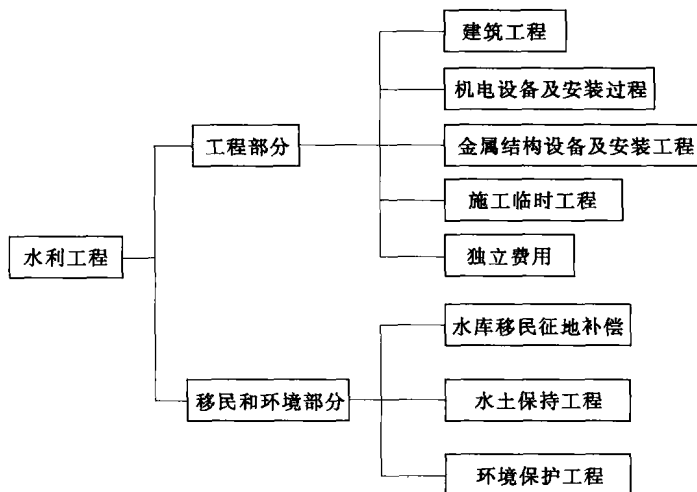 建筑工程
机电设备及安装过程
工程部分
金属结构设备及安装工程
施工临时工程
水利工程
独立费用
水库移民征地补偿
移民和环境部分
水土保持工程
环境保护工程